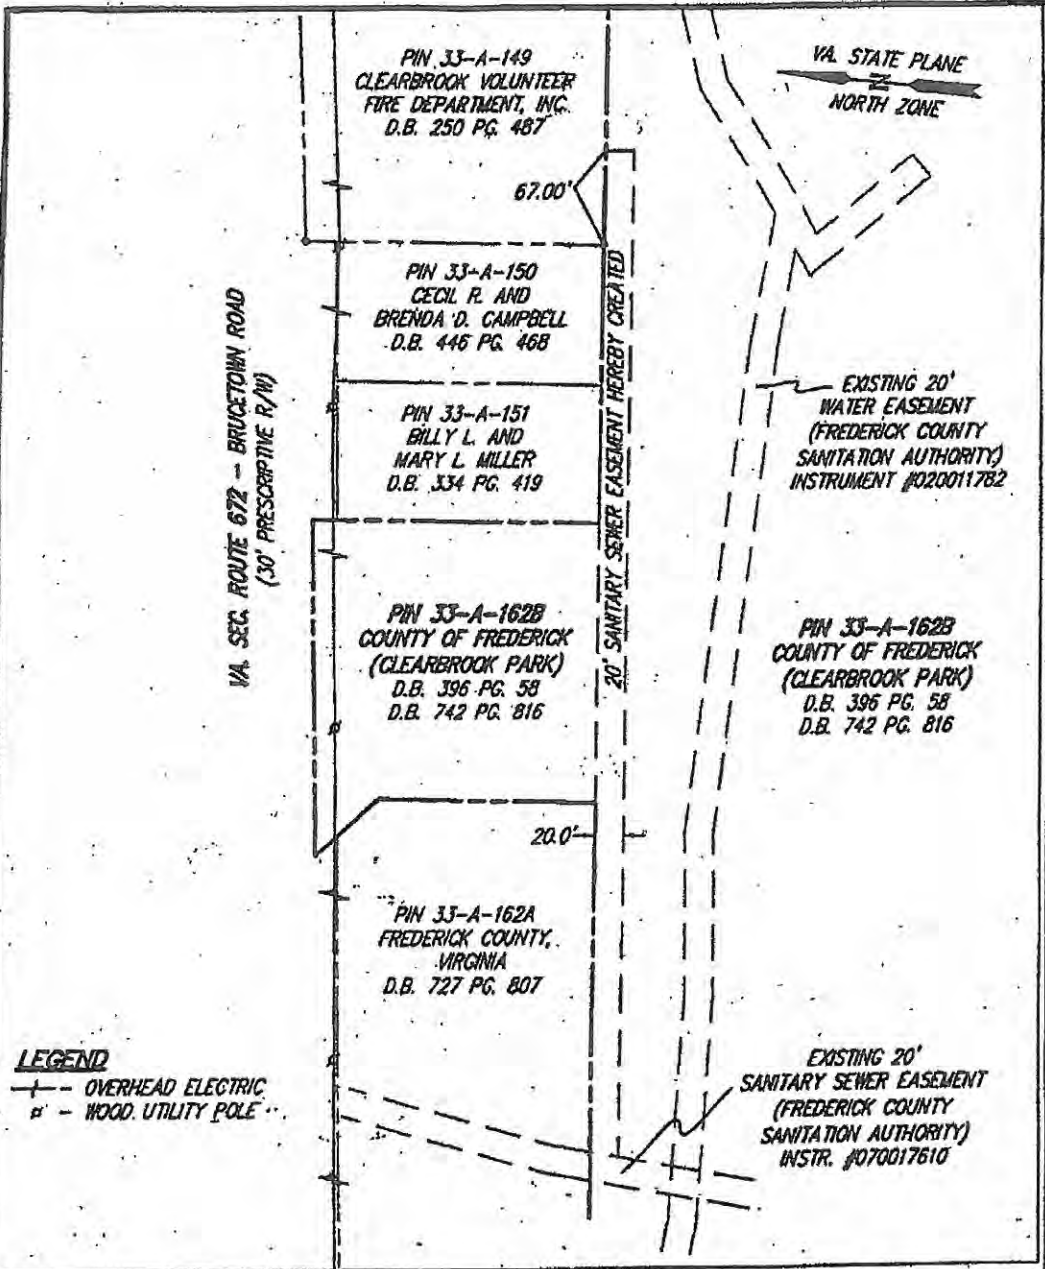 PIN 33-A-149
CLEARBROOK VOLUNTEER
FIRE DEPARTMENT, INC.
D.B. 250 PG. 487
VA. STATE PLANE
N
NORTH ZONE
67.00'
PIN 33-A-150
CECIL R. AND
BRENDA D. CAMPBELL
D.B. 446 PG. 468
VA. SEC. ROUTE 672 - BRUCETOWN ROAD
(30' PRESCRIPTIVE R/W)
20' SANITARY SEWER EASEMENT HEREBY CREATED
EXISTING 20'
WATER EASEMENT
(FREDERICK COUNTY
SANITATION AUTHORITY)
INSTRUMENT #020011782
PIN 33-A-151
BILLY L. AND
MARY L. MILLER
D.B. 334 PG. 419
PIN 33-A-162B
COUNTY OF FREDERICK
(CLEARBROOK PARK)
D.B. 396 PG. 58
D.B. 742 PG. 816
PIN 33-A-162B
COUNTY OF FREDERICK
(CLEARBROOK PARK)
D.B. 396 PG. 58
D.B. 742 PG. 816
20.0'
PIN 33-A-162A
FREDERICK COUNTY,
VIRGINIA
D.B. 727 PG. 807
LEGEND
- OVERHEAD ELECTRIC
- WOOD UTILITY POLE
EXISTING 20'
SANITARY SEWER EASEMENT
(FREDERICK COUNTY
SANITATION AUTHORITY)
INSTR. #070017610